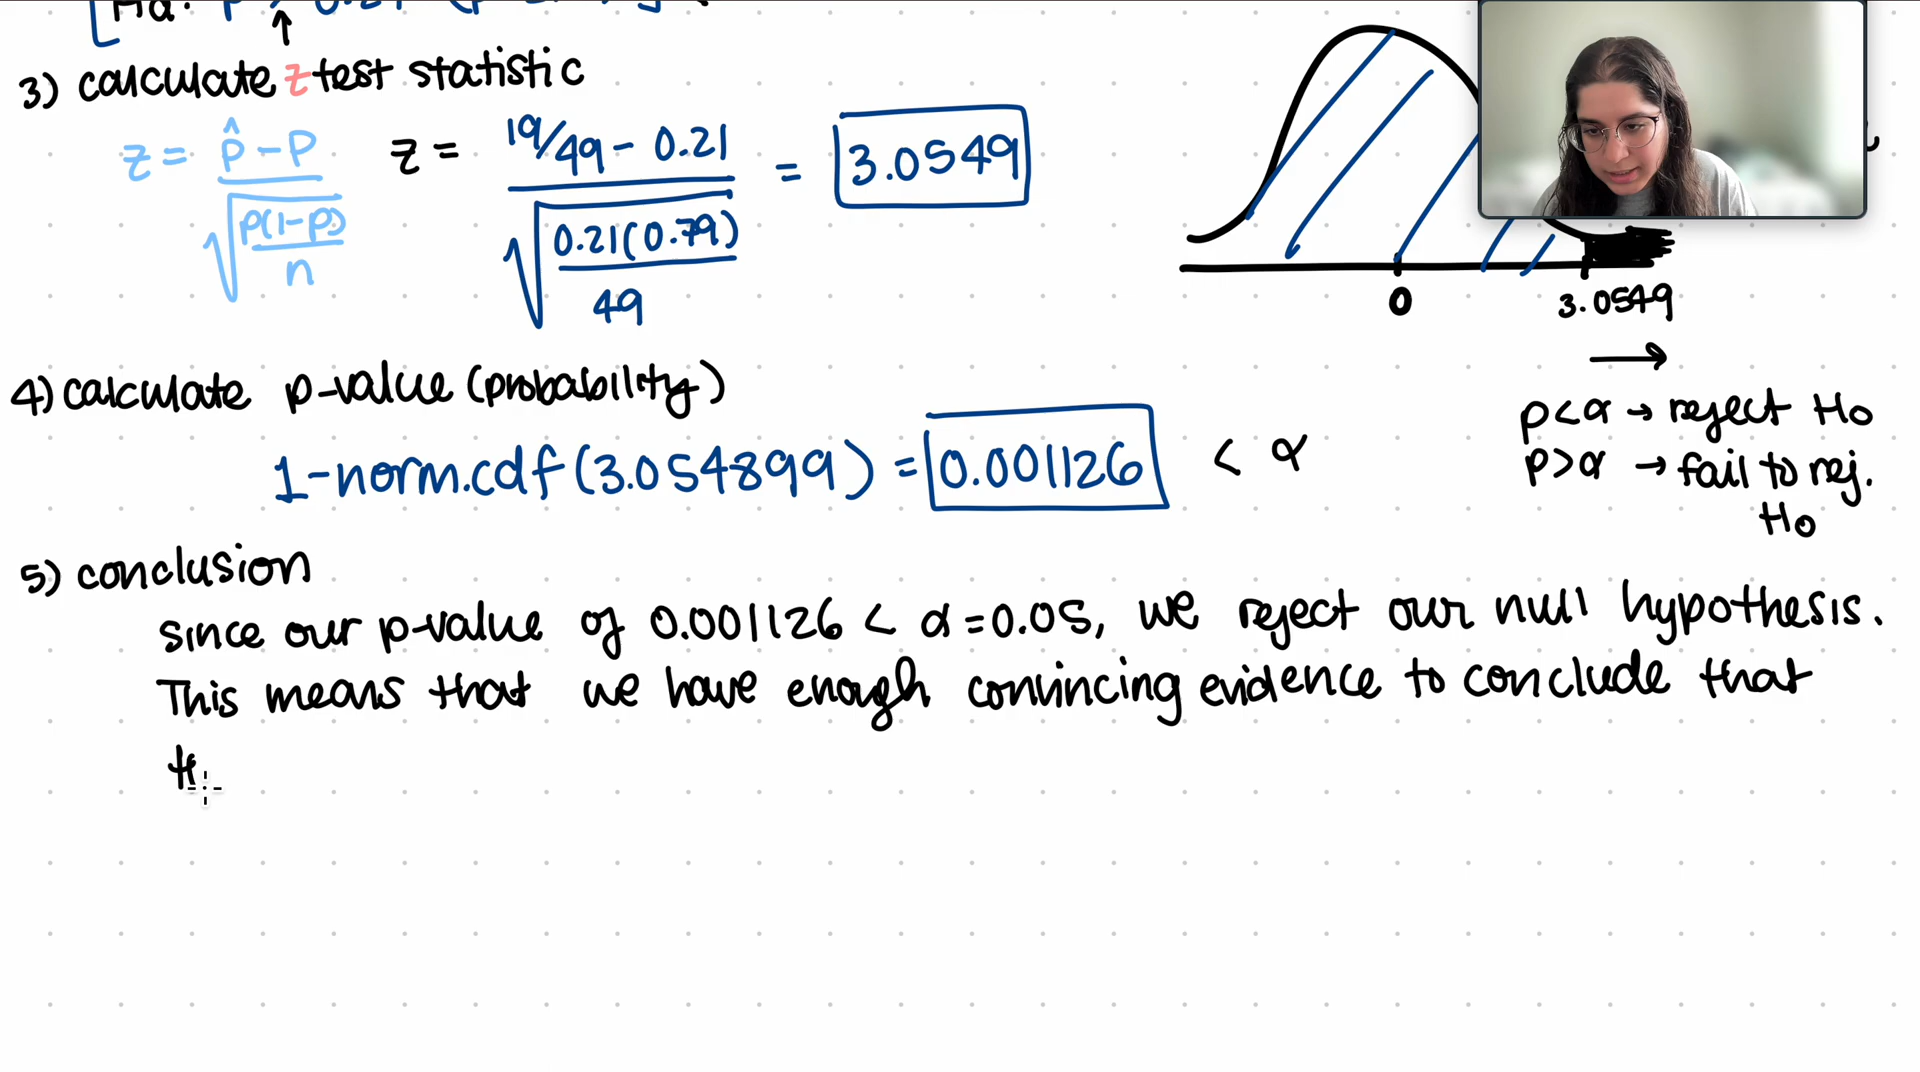 Ha: P > 0.21
3) calculate z test statistic
z = p̂ - P / √(p(1-p) / n)
z = 19/49 - 0.21 / √(0.21(0.79) / 49) = 3.0549
0 3.0549
4) calculate p-value (probability)
1-norm.cdf(3.054899) = 0.001126 < α
p<α → reject Ho
p>α → fail to rej.
Ho
5) conclusion
since our p-value of 0.001126 < α = 0.05, we reject our null hypothesis.
This means that we have enough convincing evidence to conclude that